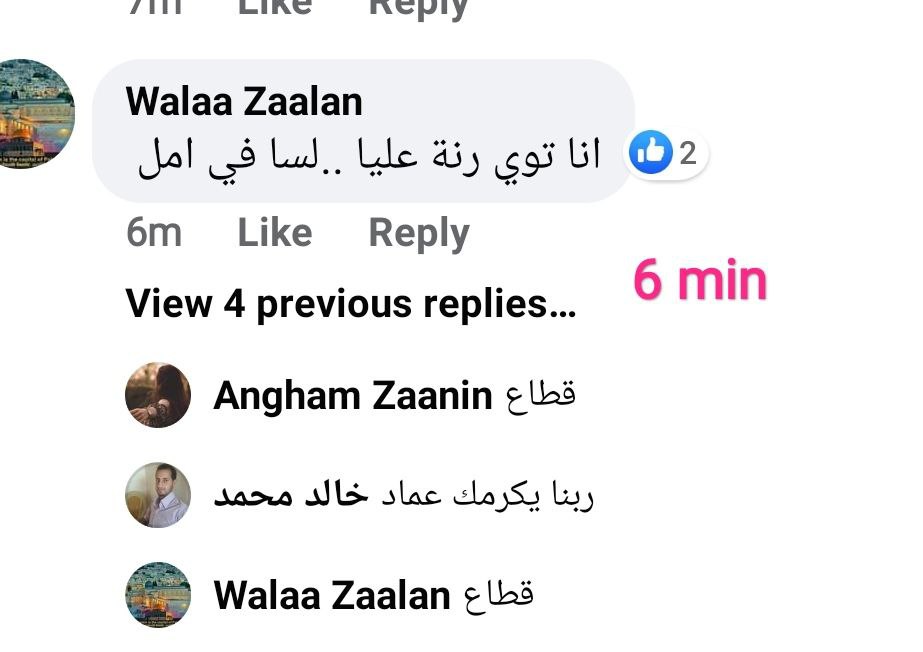 7m Like Reply
Walaa Zaalan
انا توي رنة عليا ..لسا في امل
2
6m Like Reply
6 min
View 4 previous replies...
Angham Zaanin قطاع
خالد محمد ربنا يكرمك عماد
Walaa Zaalan قطاع